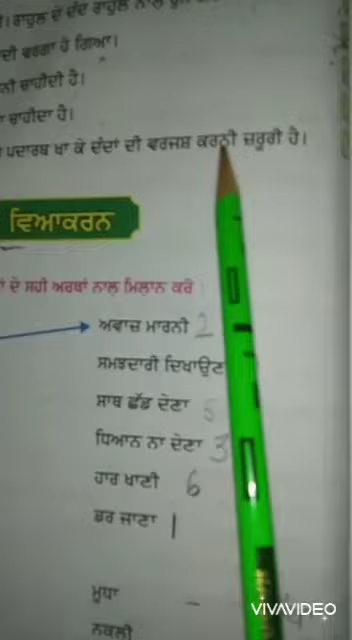 । ਰਾਹੁਲ ਦੇ ਦੰਦ ਰਾਹੁਲ ਨਾਲ
ਦੀ ਵਰਗਾ ਹੋ ਗਿਆ।
ਨੀ ਚਾਹੀਦੀ ਹੈ।
ਚਾਹੀਦਾ ਹੈ।
ਪਦਾਰਥ ਖਾ ਕੇ ਦੰਦਾਂ ਦੀ ਵਰਜਸ਼ ਕਰਨੀ ਜ਼ਰੂਰੀ ਹੈ।
ਵਿਆਕਰਨ
ਦੇ ਸਹੀ ਅਰਥਾਂ ਨਾਲ ਮਿਲਾਨ ਕਰੋ
ਅਵਾਜ਼ ਮਾਰਨੀ 2
ਸਮਝਦਾਰੀ ਦਿਖਾਉਣ
ਸਾਥ ਛੱਡ ਦੇਣਾ 5
ਧਿਆਨ ਨਾ ਦੇਣਾ 3
ਹਾਰ ਖਾਣੀ 6
ਡਰ ਜਾਣਾ 1
ਮੂਧਾ –
ਨਕਲੀ
VIVAVIDEO